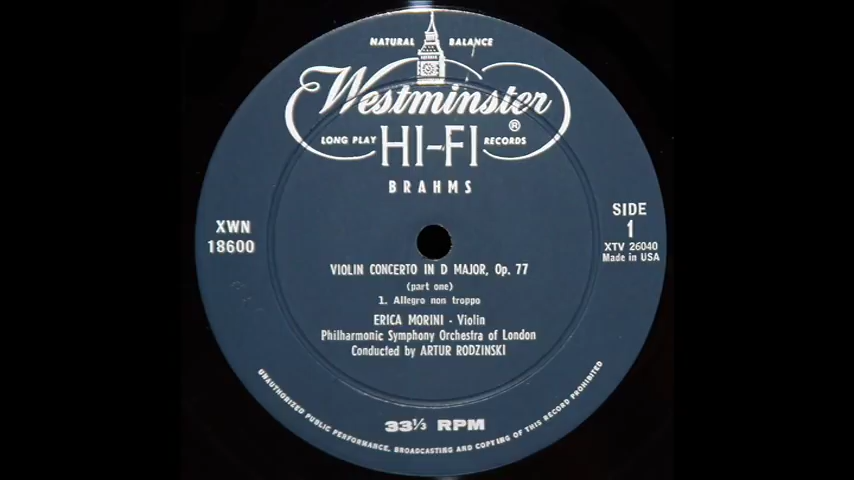 NATURAL BALANCE
Westminster®
LONG PLAY HI-FI RECORDS
BRAHMS
XWN
18600
SIDE
1
XTV 26040
Made in USA
VIOLIN CONCERTO IN D MAJOR, Op. 77
(part one)
1. Allegro non troppo
ERICA MORINI - Violin
Philharmonic Symphony Orchestra of London
Conducted by ARTUR RODZINSKI
33⅓ RPM
UNAUTHORIZED PUBLIC PERFORMANCE, BROADCASTING AND COPYING OF THIS RECORD PROHIBITED